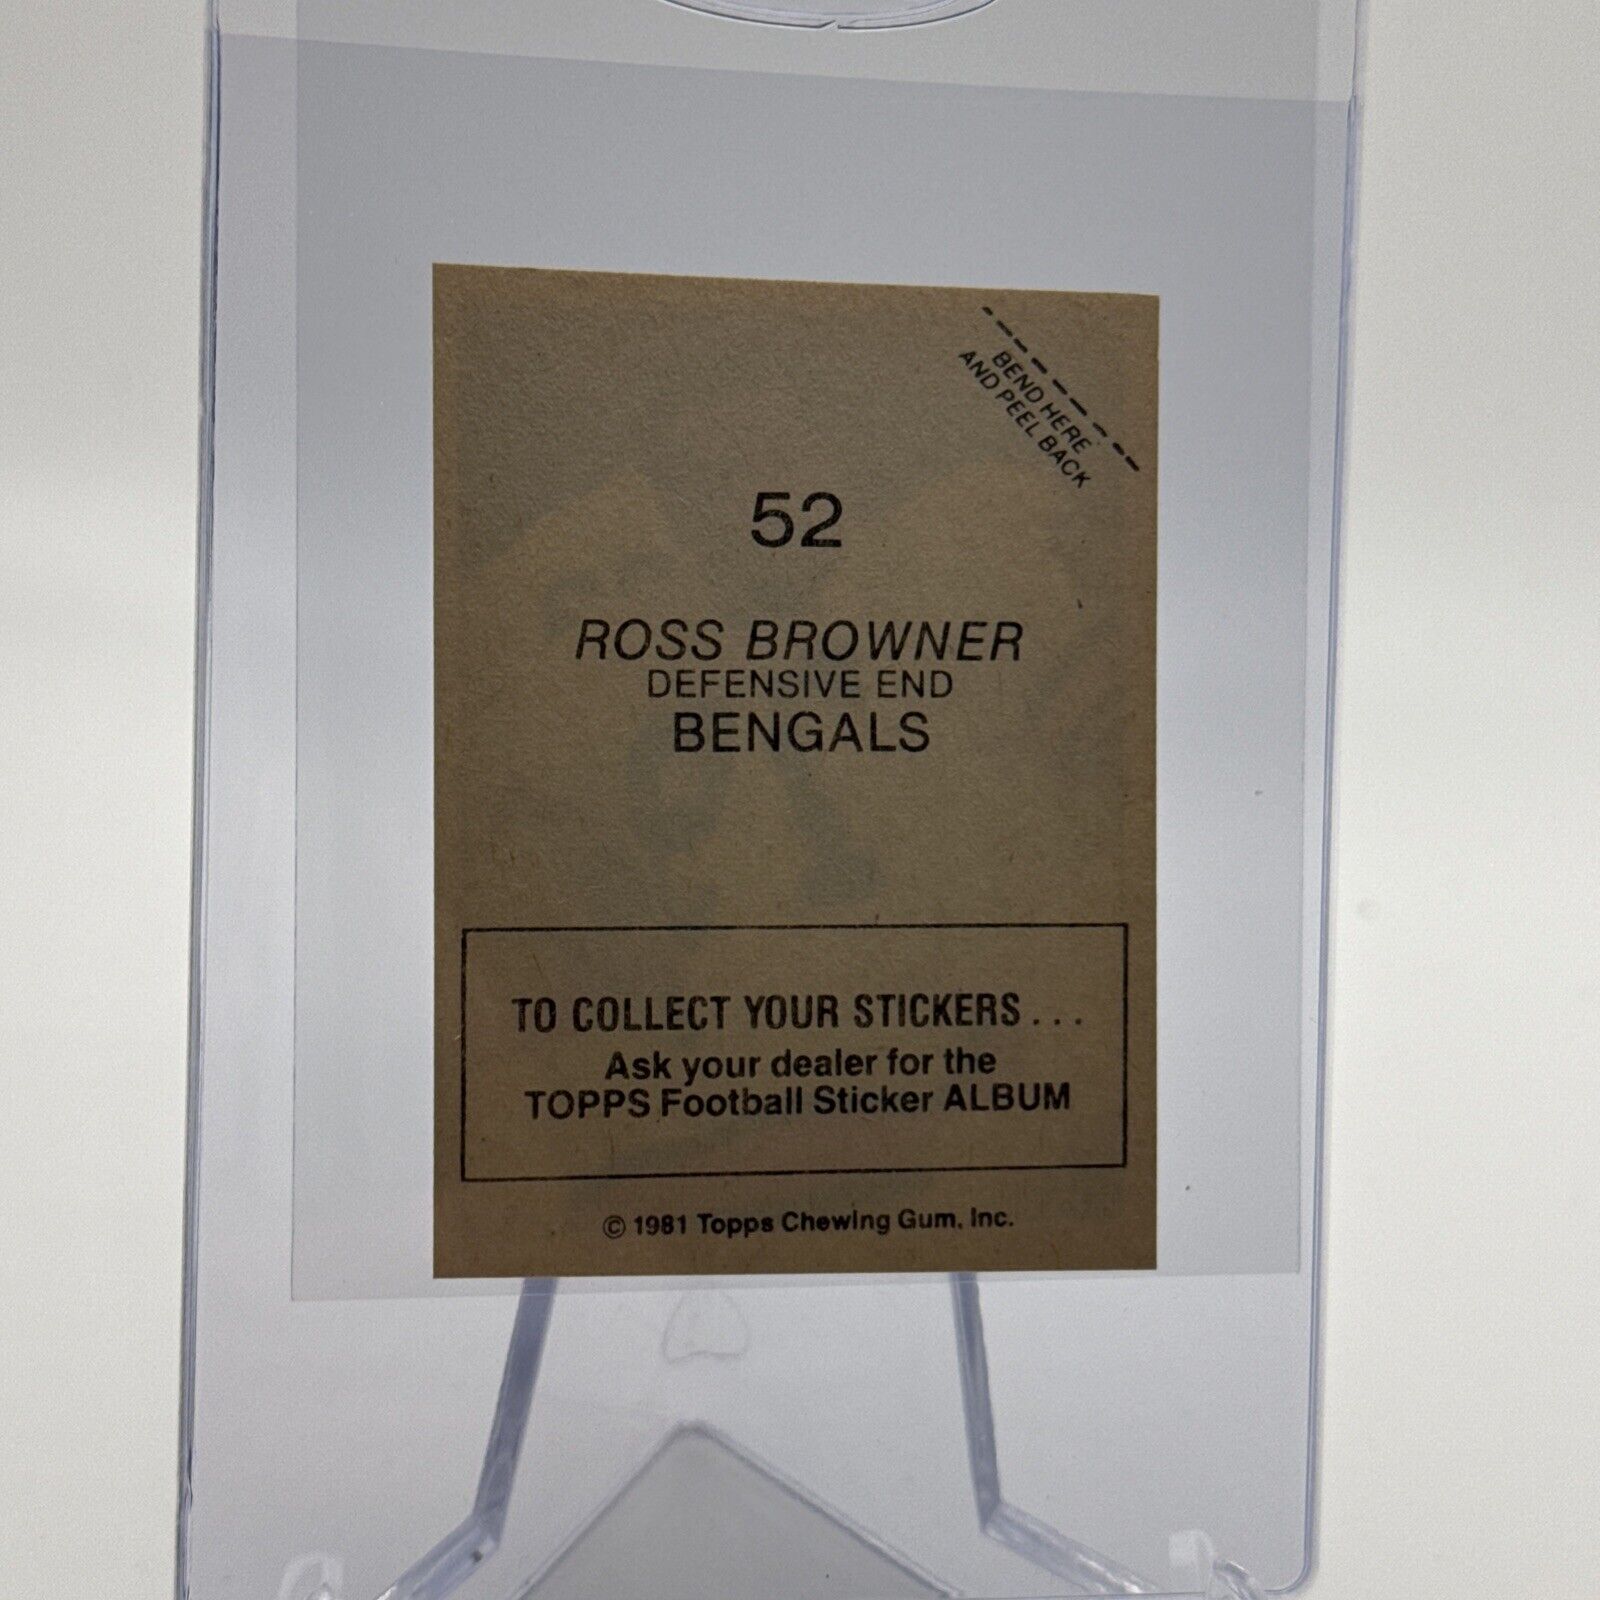 BEND HERE
AND PEEL BACK
52
ROSS BROWNER
DEFENSIVE END
BENGALS
TO COLLECT YOUR STICKERS . . .
Ask your dealer for the
TOPPS Football Sticker ALBUM
© 1981 Topps Chewing Gum, Inc.